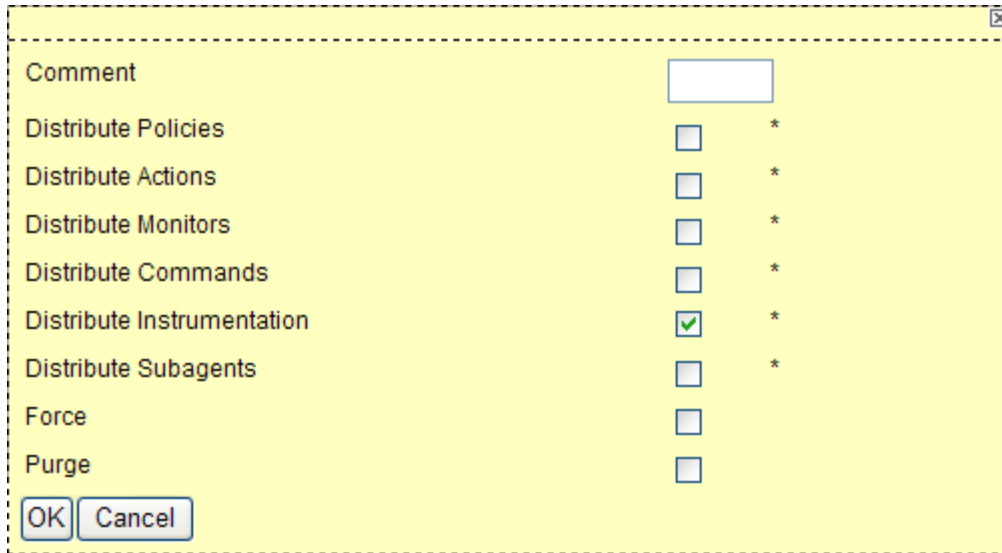 Comment
Distribute Policies *
Distribute Actions *
Distribute Monitors *
Distribute Commands *
Distribute Instrumentation *
Distribute Subagents *
Force
Purge
OK Cancel